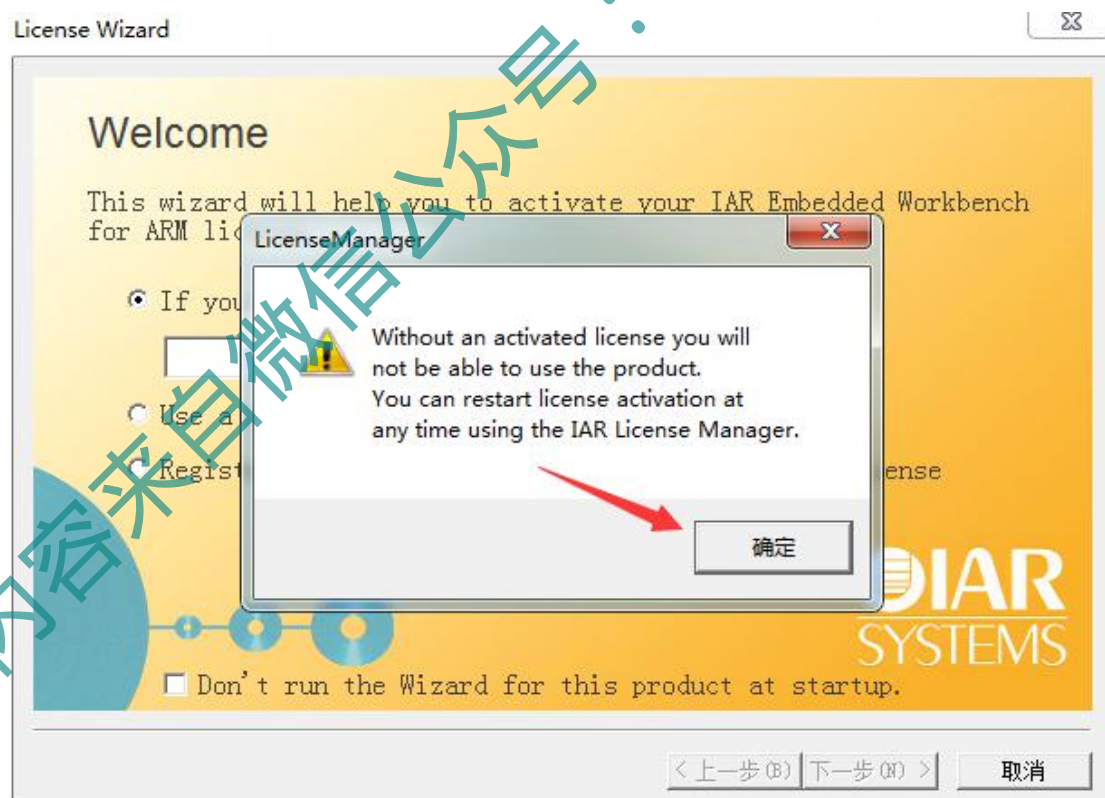 License Wizard
Welcome
This wizard will help you to activate your IAR Embedded Workbench
for ARM
LicenseManager
If you
Without an activated license you will
not be able to use the product.
You can restart license activation at
any time using the IAR License Manager.
Use a
确定
IAR
SYSTEMS
Don't run the Wizard for this product at startup.
< 上一步(B)
下一步(N) >
取消
内容来自微信公众号：